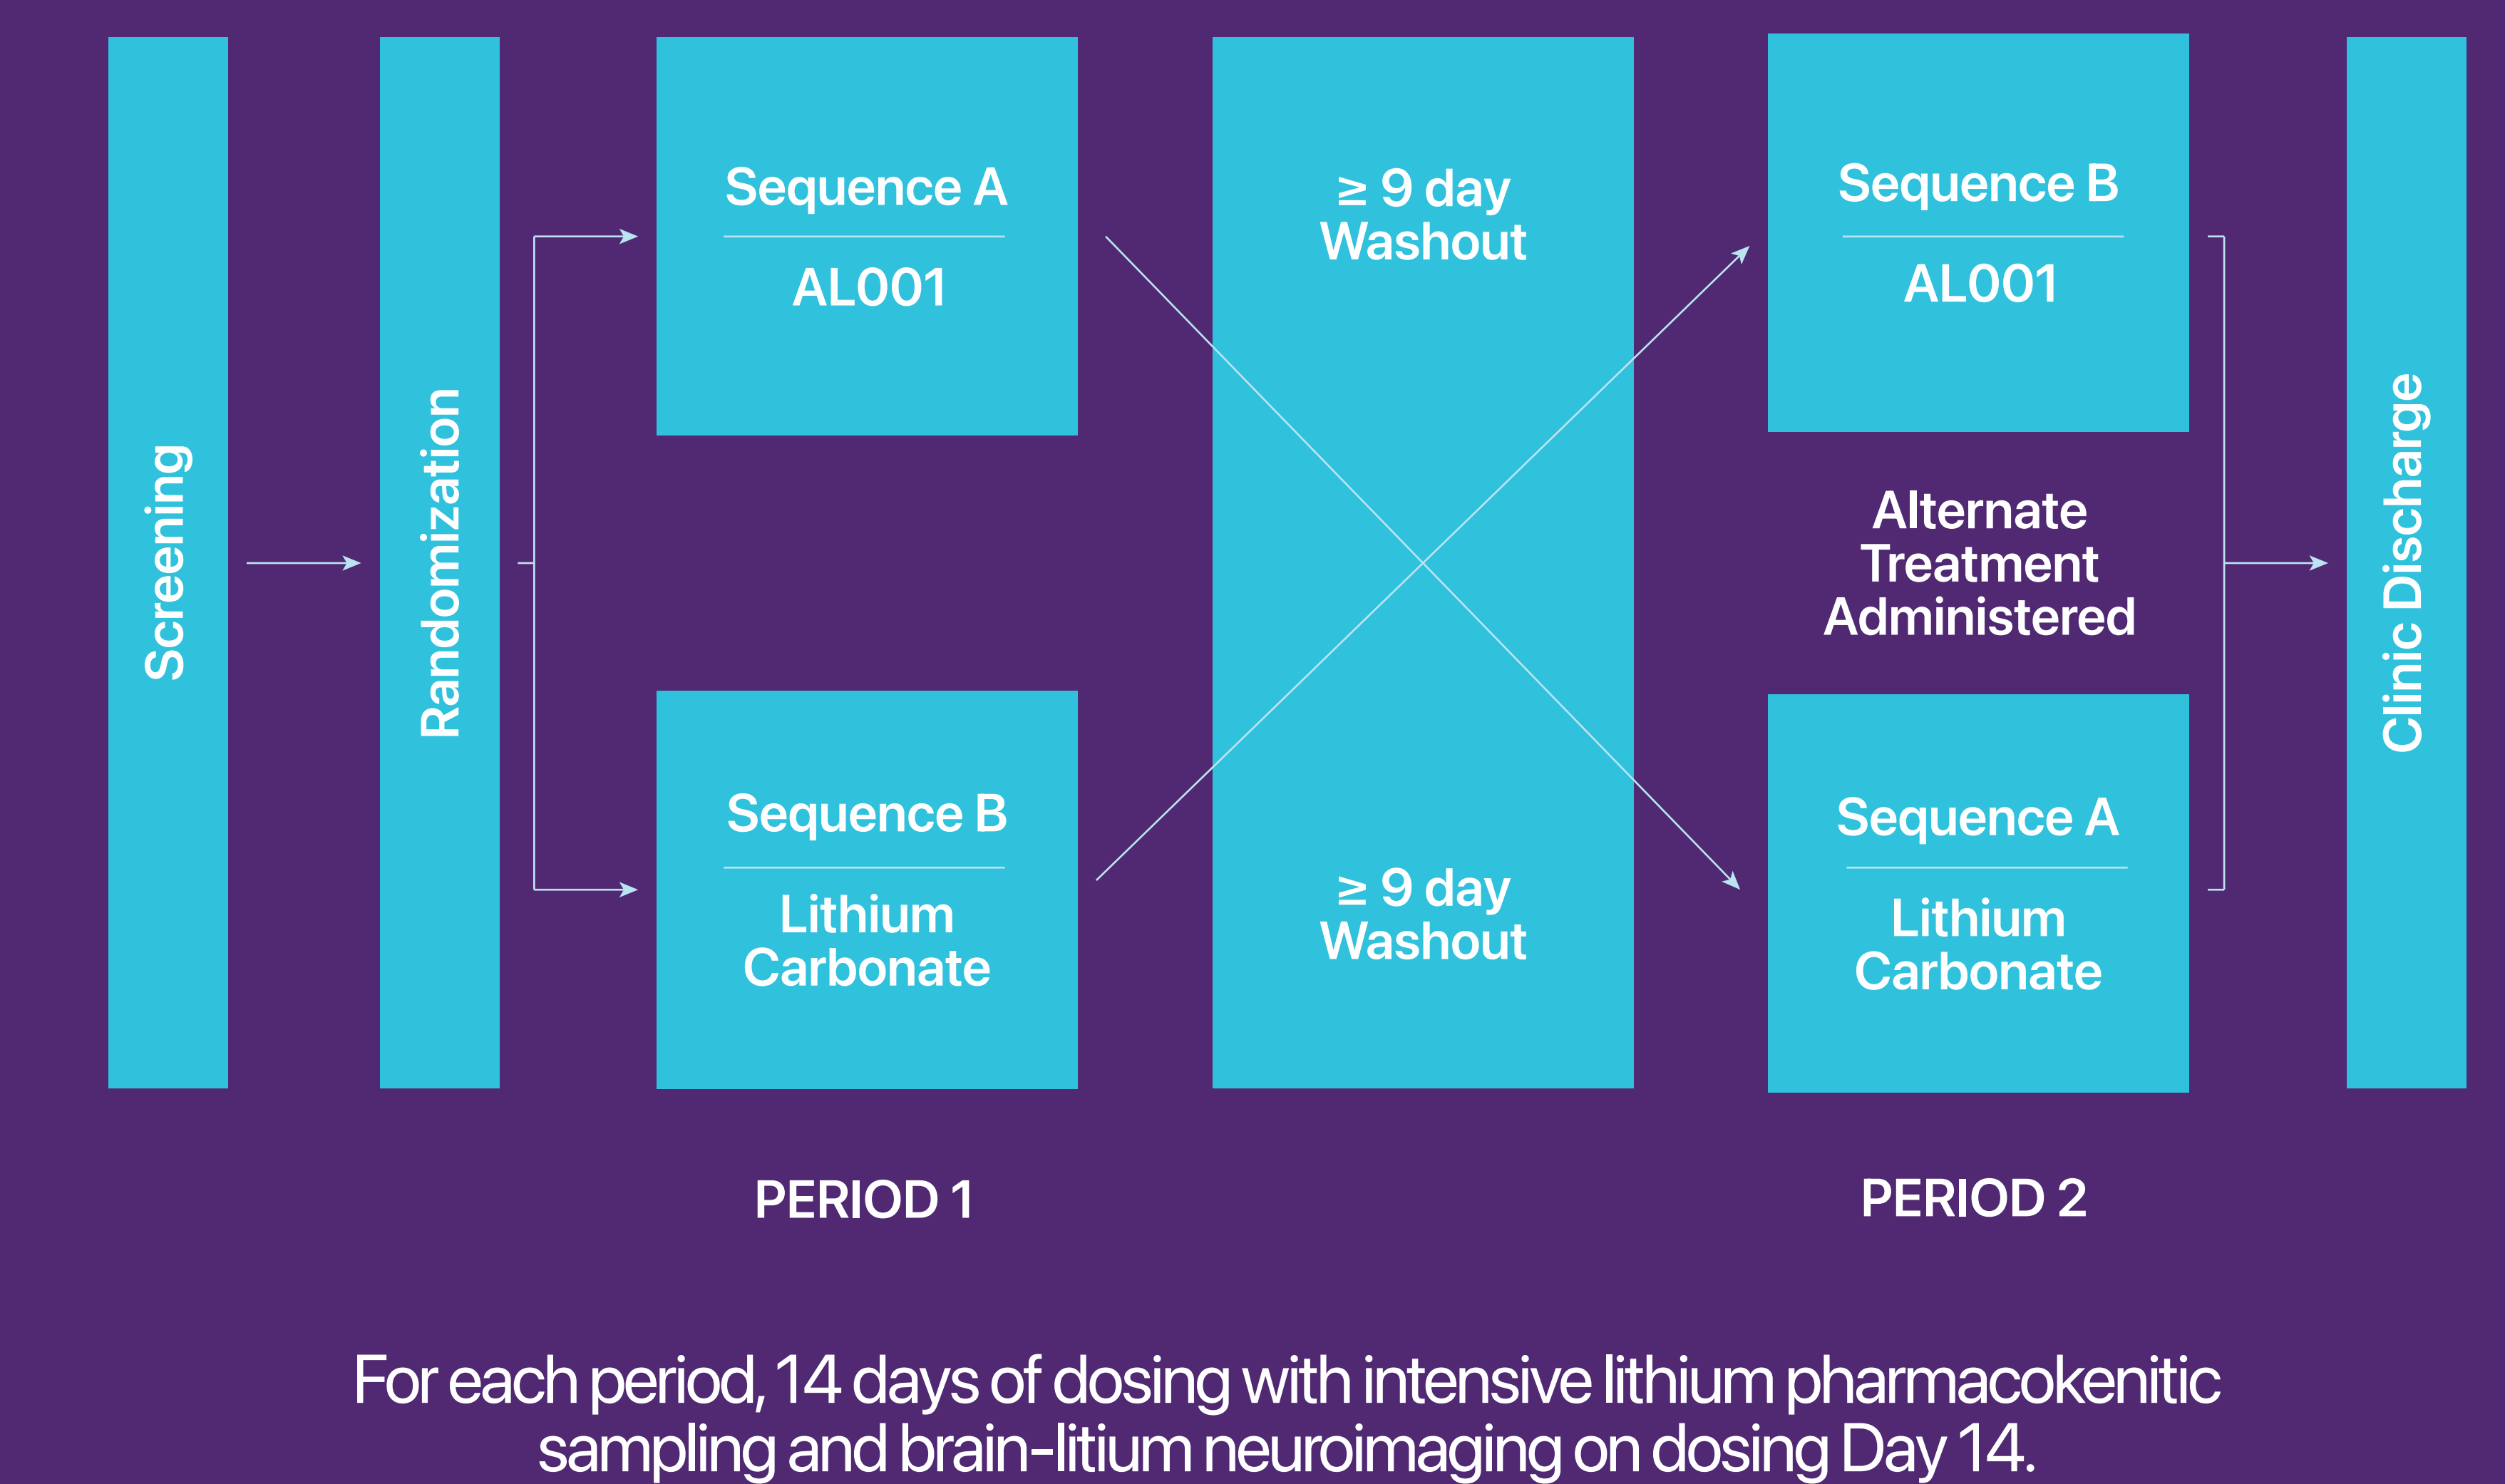 Screening
Randomization
Sequence A
AL001
Sequence B
Lithium
Carbonate
≥ 9 day
Washout
≥ 9 day
Washout
Sequence B
AL001
Alternate
Treatment
Administered
Sequence A
Lithium
Carbonate
Clinic Discharge
PERIOD 1
PERIOD 2
For each period, 14 days of dosing with intensive lithium pharmacokenitic
sampling and brain-litium neuroimaging on dosing Day 14.